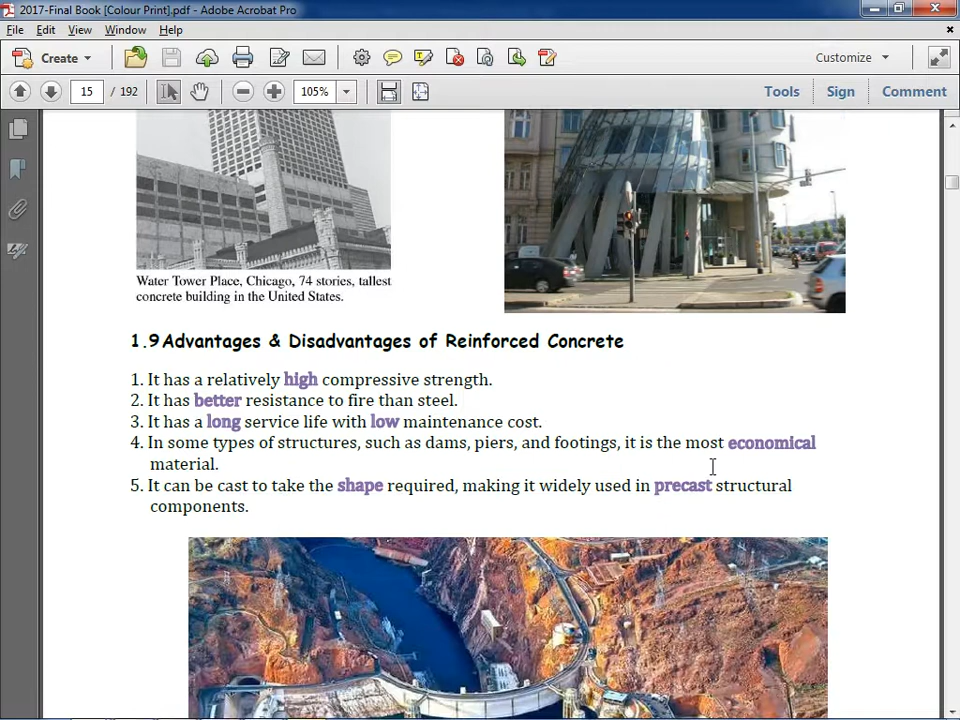 2017-Final Book [Colour Print].pdf - Adobe Acrobat Pro
File Edit View Window Help
Create Customize
15 / 192 105% Tools Sign Comment
Water Tower Place, Chicago, 74 stories, tallest
concrete building in the United States.
1.9 Advantages & Disadvantages of Reinforced Concrete
1. It has a relatively high compressive strength.
2. It has better resistance to fire than steel.
3. It has a long service life with low maintenance cost.
4. In some types of structures, such as dams, piers, and footings, it is the most economical
material.
5. It can be cast to take the shape required, making it widely used in precast structural
components.